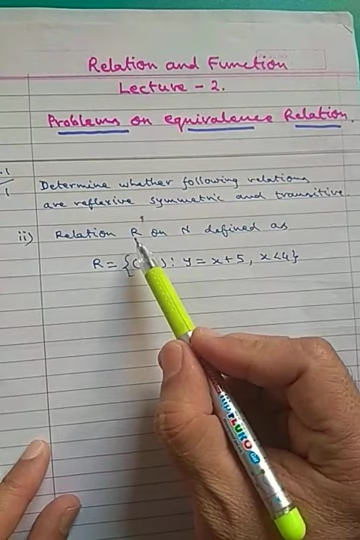 Relation and Function
Lecture - 2.
Problems on equivalence Relation.
Determine whether following relations
are reflexive symmetric and transitive.
ii) Relation R on N defined as
R = {( ) : y = x+5, x<4}